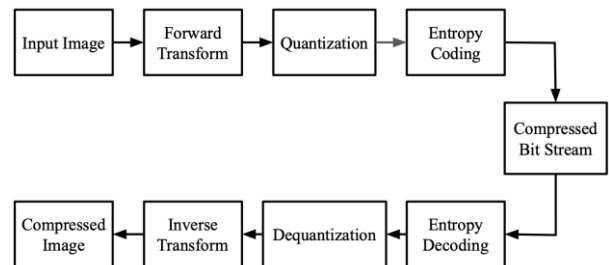 Input Image
Forward
Transform
Quantization
Entropy
Coding
Compressed
Bit Stream
Compressed
Image
Inverse
Transform
Dequantization
Entropy
Decoding